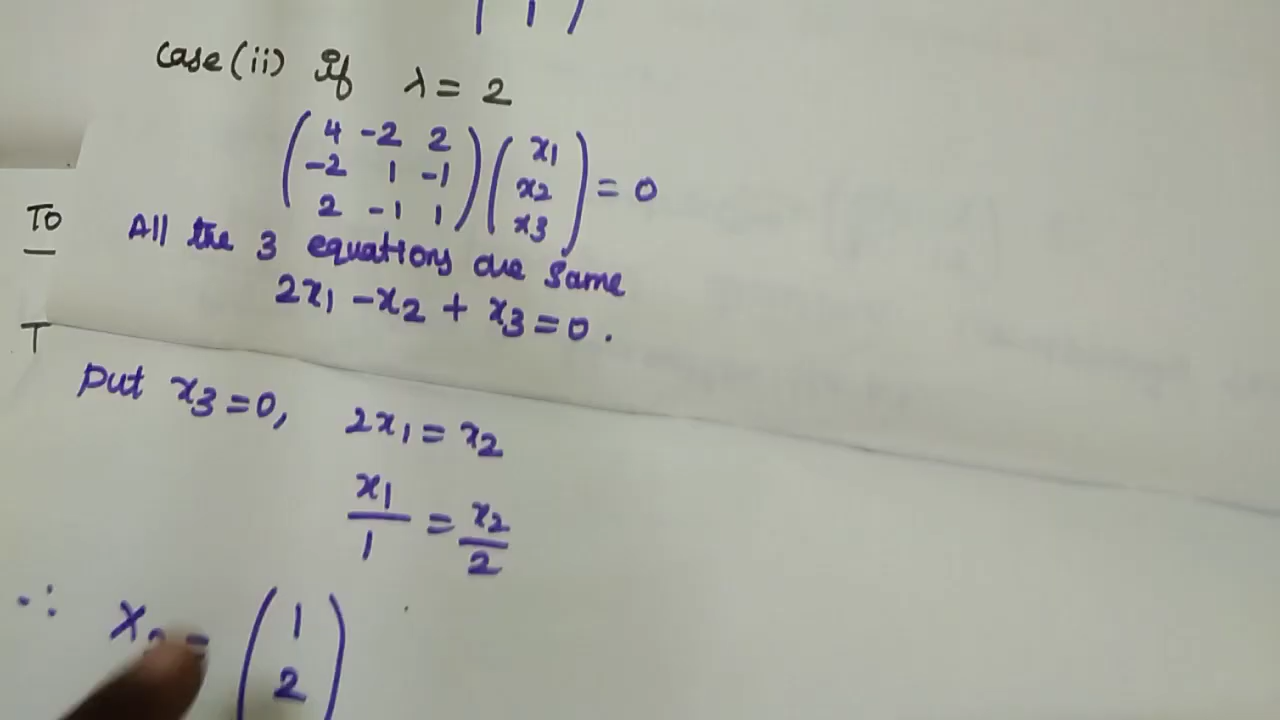 1
Case (ii) If λ = 2
( 4 -2 2 ) ( x1 )
( -2 1 -1 ) ( x2 ) = 0
( 2 -1 1 ) ( x3 )
To
All the 3 equations are same
2x1 - x2 + x3 = 0 .
T
Put x3 = 0, 2x1 = x2
x1/1 = x2/2
∴ X2 = ( 1
2 )